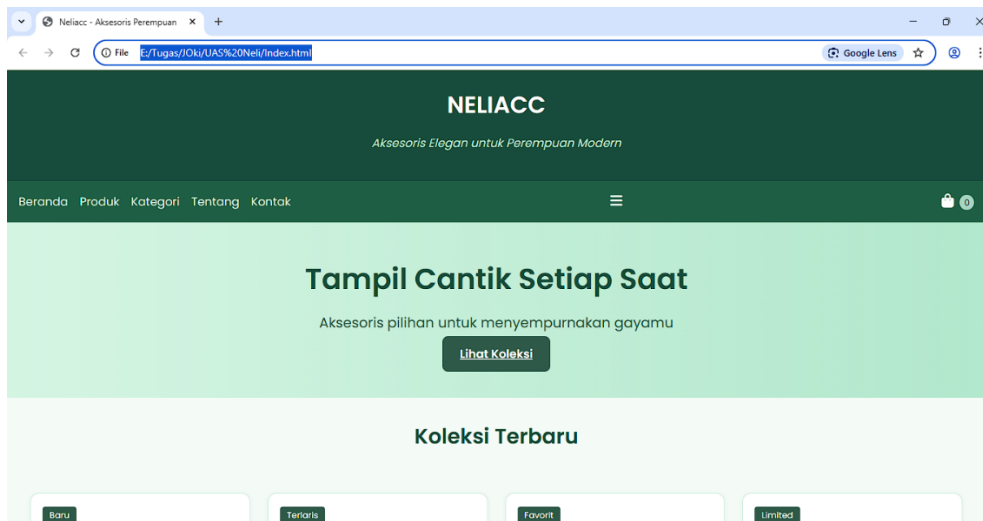 Neliacc - Aksesoris Perempuan
File E:/Tugas/JOki/UAS%20Neli/Index.html Google Lens
NELIACC
Aksesoris Elegan untuk Perempuan Modern
Beranda Produk Kategori Tentang Kontak 0
Tampil Cantik Setiap Saat
Aksesoris pilihan untuk menyempurnakan gayamu
Lihat Koleksi
Koleksi Terbaru
Baru Terlaris Favorit Limited